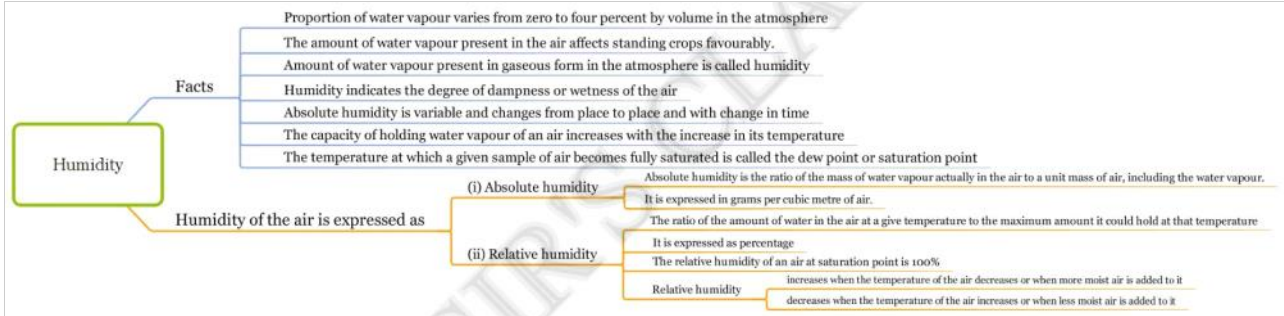 Proportion of water vapour varies from zero to four percent by volume in the atmosphere
The amount of water vapour present in the air affects standing crops favourably.
Amount of water vapour present in gaseous form in the atmosphere is called humidity
Facts
Humidity indicates the degree of dampness or wetness of the air
Absolute humidity is variable and changes from place to place and with change in time
The capacity of holding water vapour of an air increases with the increase in its temperature
The temperature at which a given sample of air becomes fully saturated is called the dew point or saturation point
Humidity
Humidity of the air is expressed as
(i) Absolute humidity
Absolute humidity is the ratio of the mass of water vapour actually in the air to a unit mass of air, including the water vapour.
It is expressed in grams per cubic metre of air.
(ii) Relative humidity
The ratio of the amount of water in the air at a give temperature to the maximum amount it could hold at that temperature
It is expressed as percentage
The relative humidity of an air at saturation point is 100%
Relative humidity
increases when the temperature of the air decreases or when more moist air is added to it
decreases when the temperature of the air increases or when less moist air is added to it